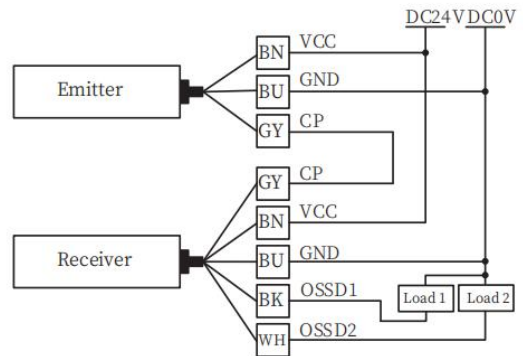 DC24V DC0V
BN VCC
Emitter
BU GND
GY CP
GY CP
BN VCC
Receiver
BU GND
BK OSSD1
Load 1 Load 2
WH OSSD2